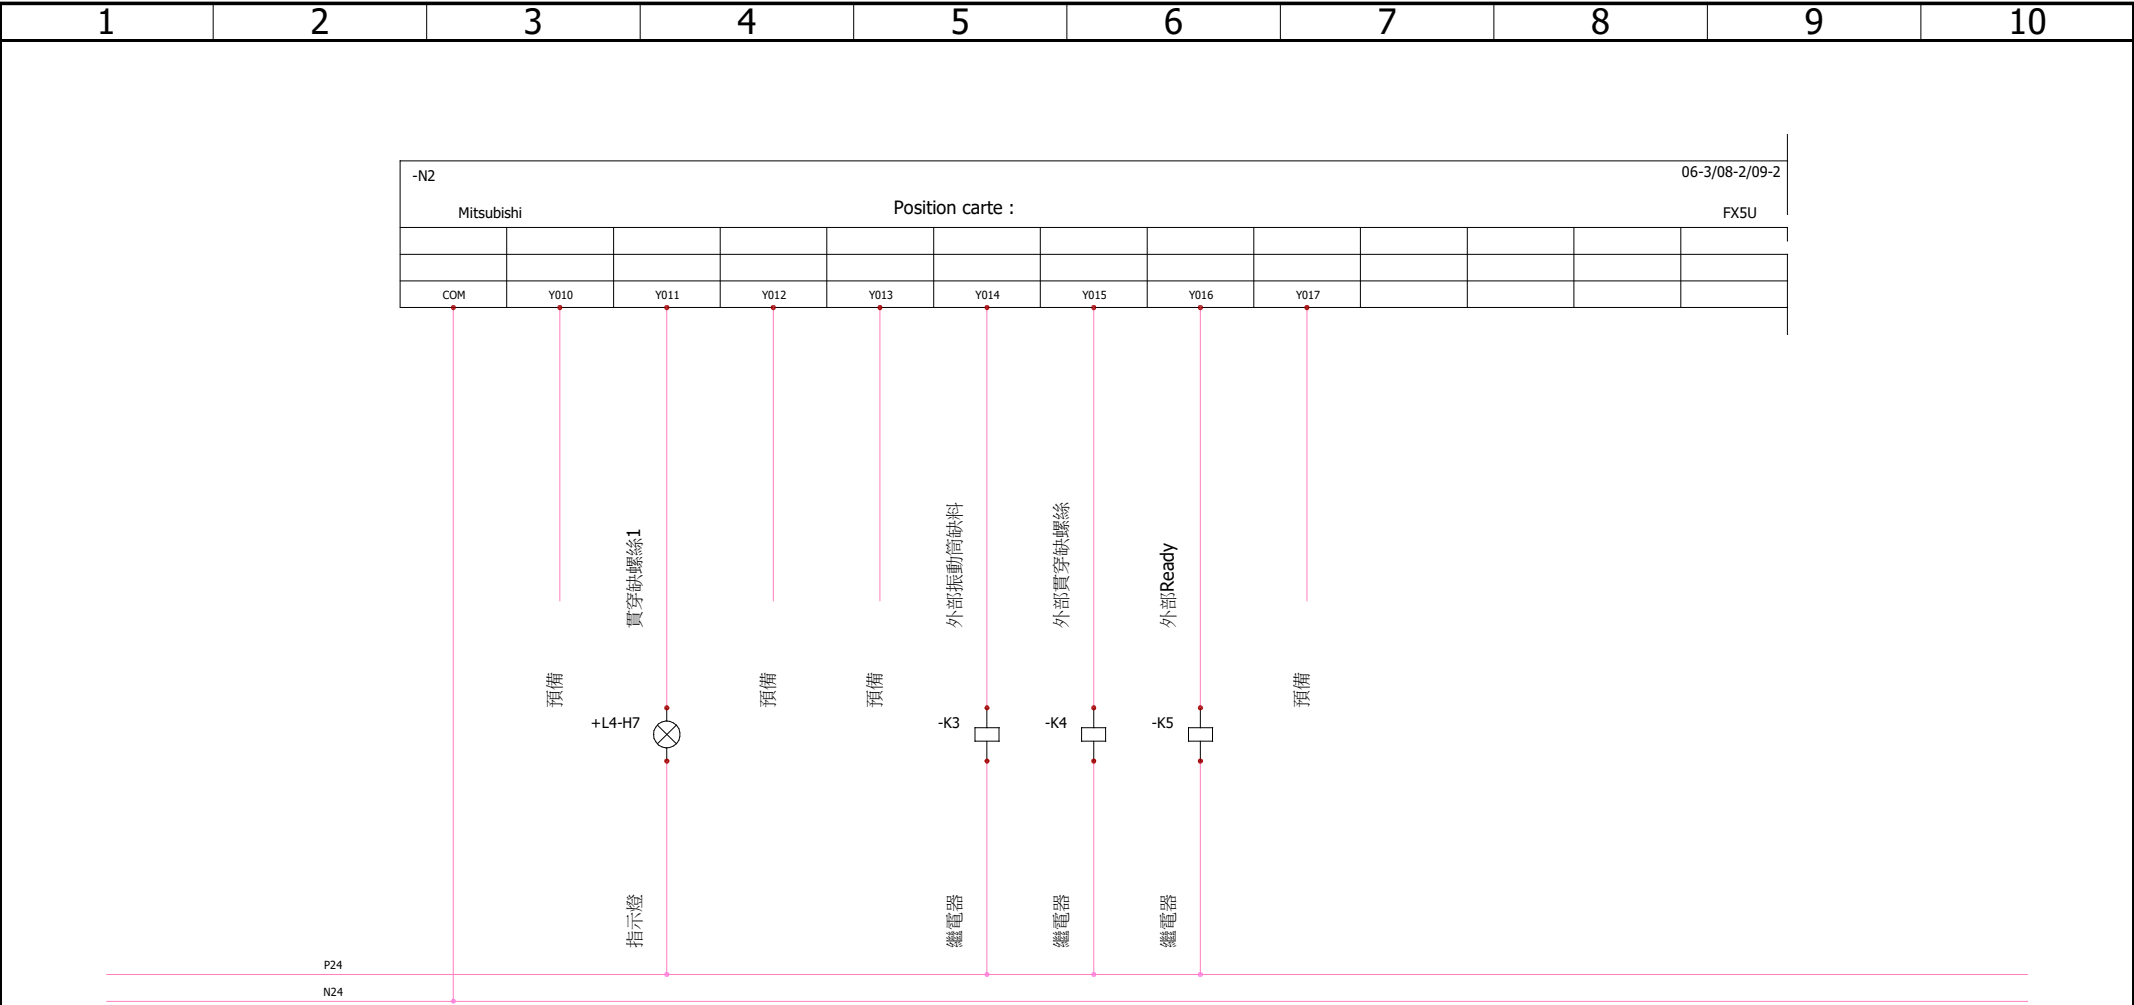 1 2 3 4 5 6 7 8 9 10
-N2 06-3/08-2/09-2
Mitsubishi Position carte : FX5U
COM Y010 Y011 Y012 Y013 Y014 Y015 Y016 Y017
預備
貫穿缺螺絲1
預備
預備
外部振動筒缺料
外部貫穿缺螺絲
外部Ready
預備
+L4-H7 -K3 -K4 -K5
指示燈
繼電器
繼電器
繼電器
P24
N24